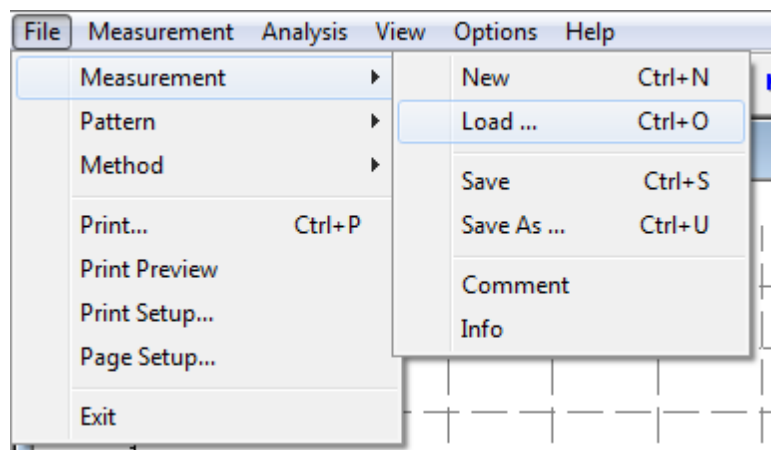 File Measurement Analysis View Options Help
Measurement
Pattern
Method
Print... Ctrl+P
Print Preview
Print Setup...
Page Setup...
Exit
New Ctrl+N
Load ... Ctrl+O
Save Ctrl+S
Save As ... Ctrl+U
Comment
Info